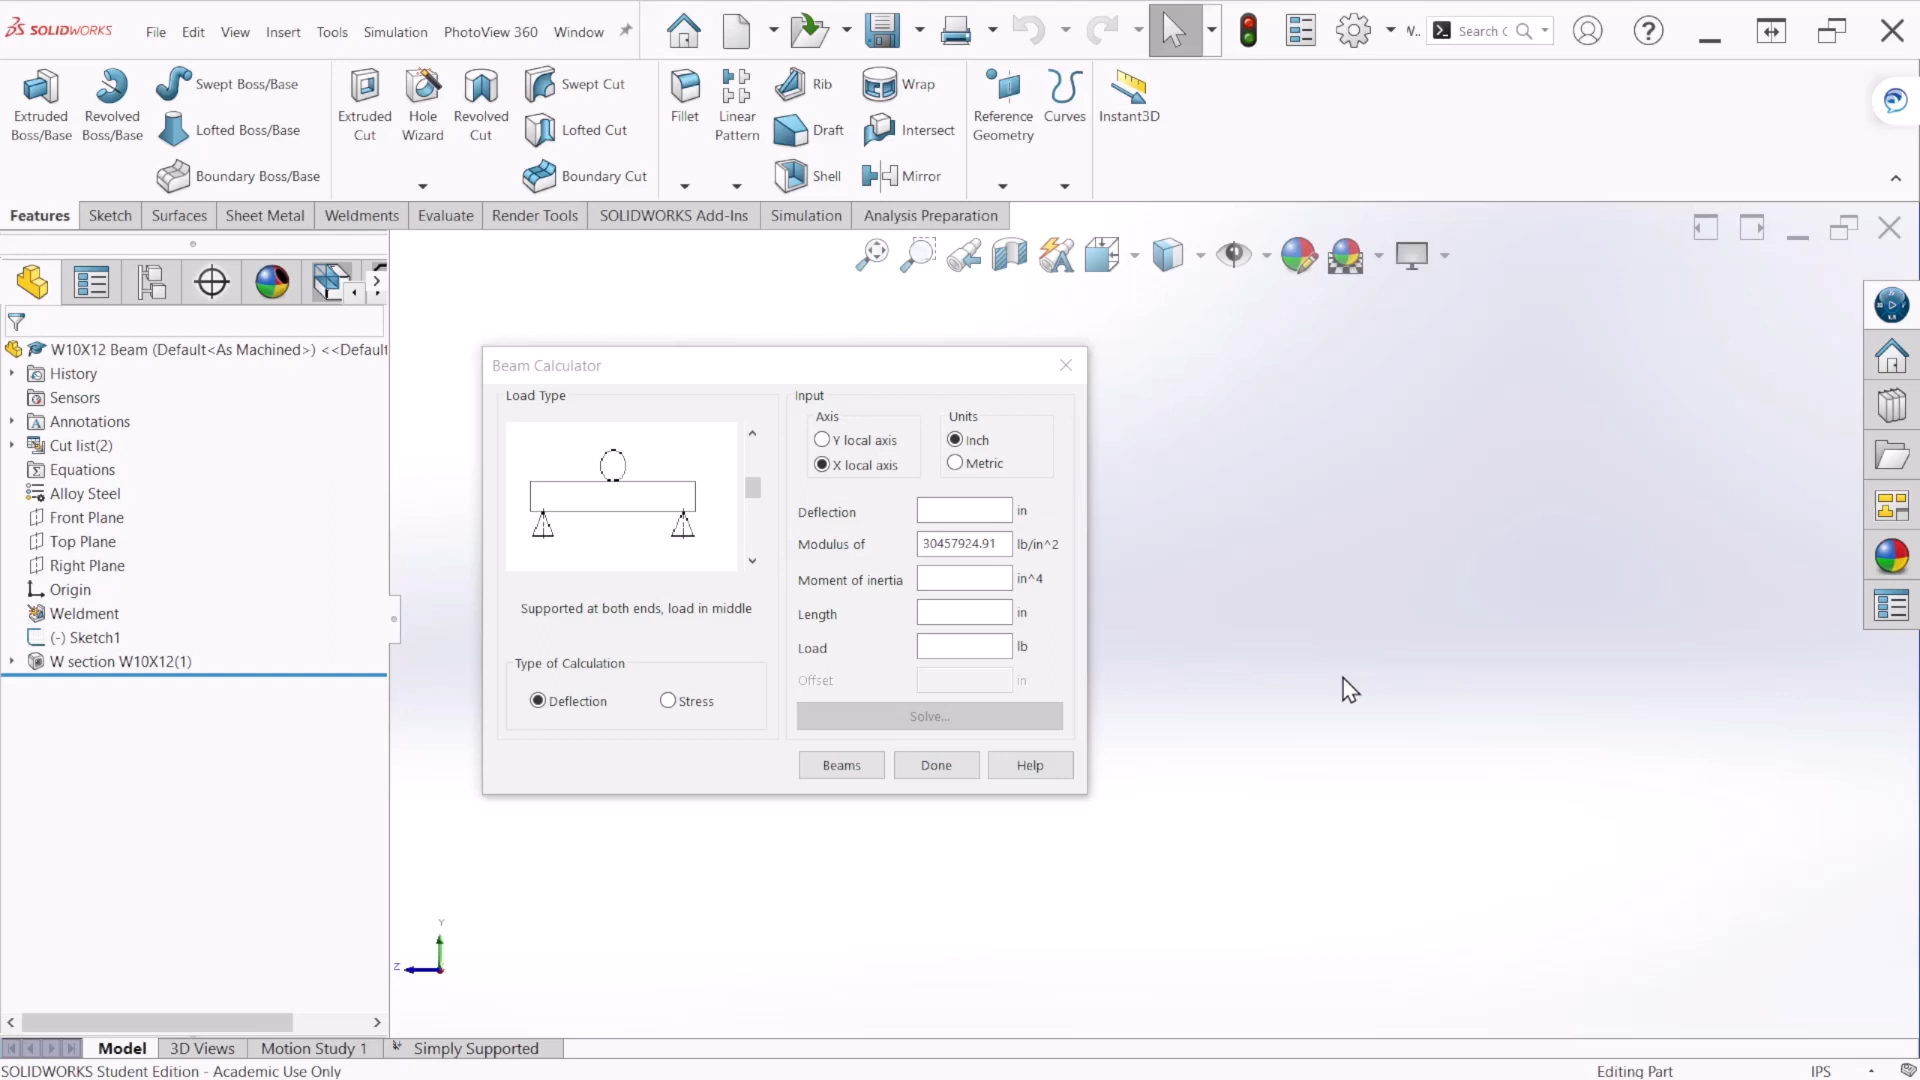 SOLIDWORKS
File Edit View Insert Tools Simulation PhotoView 360 Window
Extruded Boss/Base
Revolved Boss/Base
Swept Boss/Base
Lofted Boss/Base
Boundary Boss/Base
Extruded Cut
Hole Wizard
Revolved Cut
Swept Cut
Lofted Cut
Boundary Cut
Fillet
Linear Pattern
Rib
Draft
Shell
Wrap
Intersect
Mirror
Reference Geometry
Curves
Instant3D
Features Sketch Surfaces Sheet Metal Weldments Evaluate Render Tools SOLIDWORKS Add-Ins Simulation Analysis Preparation
W10X12 Beam (Default<As Machined>) <<Default
History
Sensors
Annotations
Cut list(2)
Equations
Alloy Steel
Front Plane
Top Plane
Right Plane
Origin
Weldment
(-) Sketch1
W section W10X12(1)
Beam Calculator
Load Type
Supported at both ends, load in middle
Type of Calculation
Deflection Stress
Input
Axis
Y local axis
X local axis
Units
Inch
Metric
Deflection in
Modulus of 30457924.91 lb/in^2
Moment of inertia in^4
Length in
Load lb
Offset in
Solve...
Beams Done Help
Y
Z
Model 3D Views Motion Study 1 Simply Supported
SOLIDWORKS Student Edition - Academic Use Only
Editing Part IPS